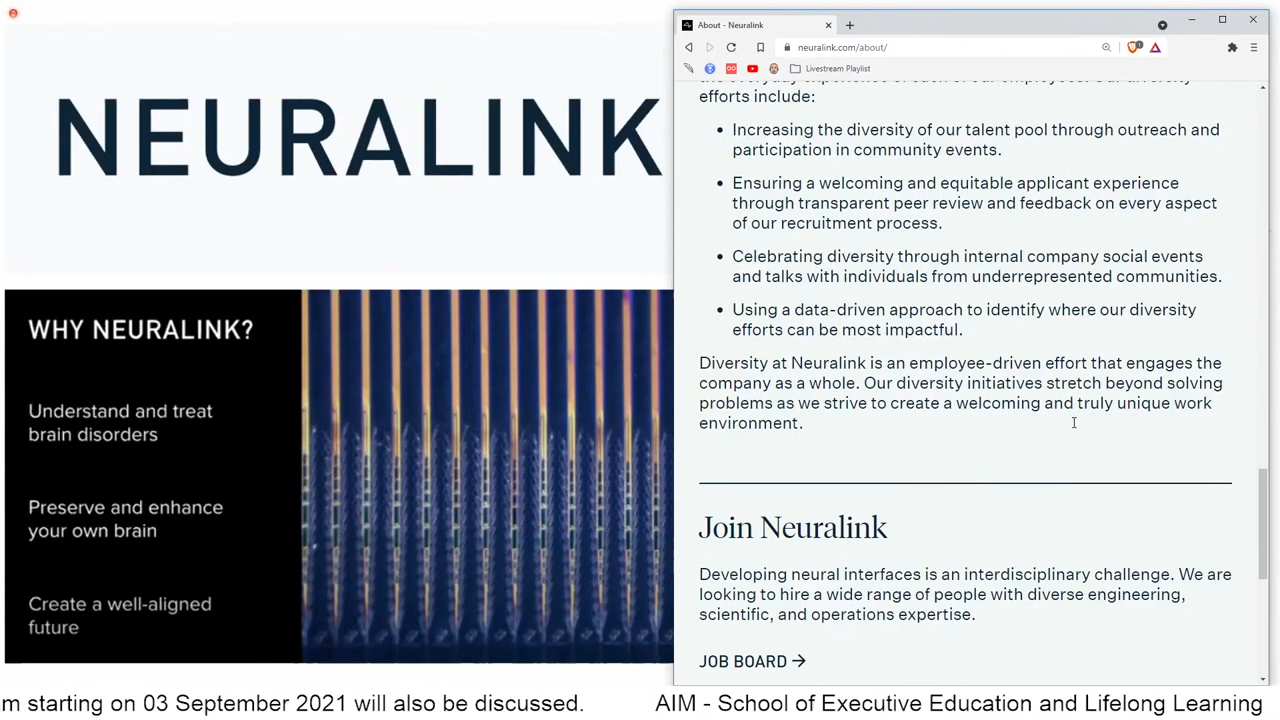 NEURALINK
WHY NEURALINK?
Understand and treat
brain disorders
Preserve and enhance
your own brain
Create a well-aligned
future
About - Neuralink
neuralink.com/about/
Livestream Playlist
efforts include:
Increasing the diversity of our talent pool through outreach and
participation in community events.
Ensuring a welcoming and equitable applicant experience
through transparent peer review and feedback on every aspect
of our recruitment process.
Celebrating diversity through internal company social events
and talks with individuals from underrepresented communities.
Using a data-driven approach to identify where our diversity
efforts can be most impactful.
Diversity at Neuralink is an employee-driven effort that engages the
company as a whole. Our diversity initiatives stretch beyond solving
problems as we strive to create a welcoming and truly unique work
environment.
Join Neuralink
Developing neural interfaces is an interdisciplinary challenge. We are
looking to hire a wide range of people with diverse engineering,
scientific, and operations expertise.
JOB BOARD →
m starting on 03 September 2021 will also be discussed. AIM - School of Executive Education and Lifelong Learning